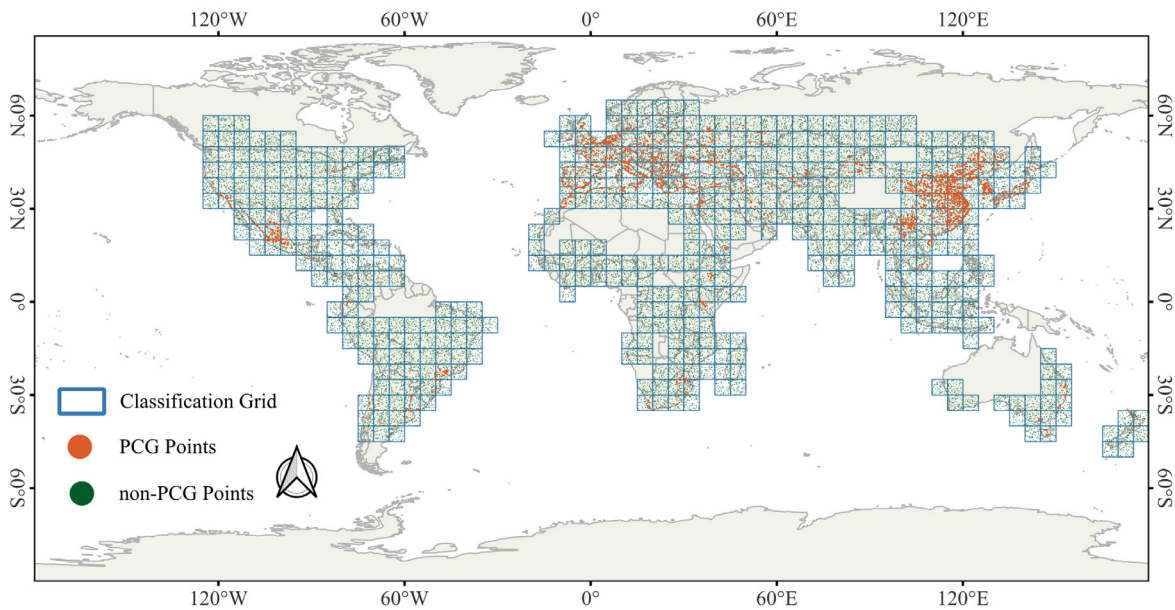 120°W 60°W 0° 60°E 120°E
60°N 60°N
30°N 30°N
0° 0°
30°S 30°S
60°S 60°S
Classification Grid
PCG Points
non-PCG Points
120°W 60°W 0° 60°E 120°E